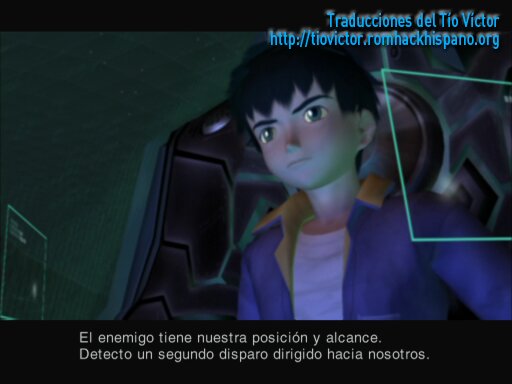 Traducciones del Tío Víctor
http://tiovictor.romhackhispano.org
El enemigo tiene nuestra posición y alcance.
Detecto un segundo disparo dirigido hacia nosotros.